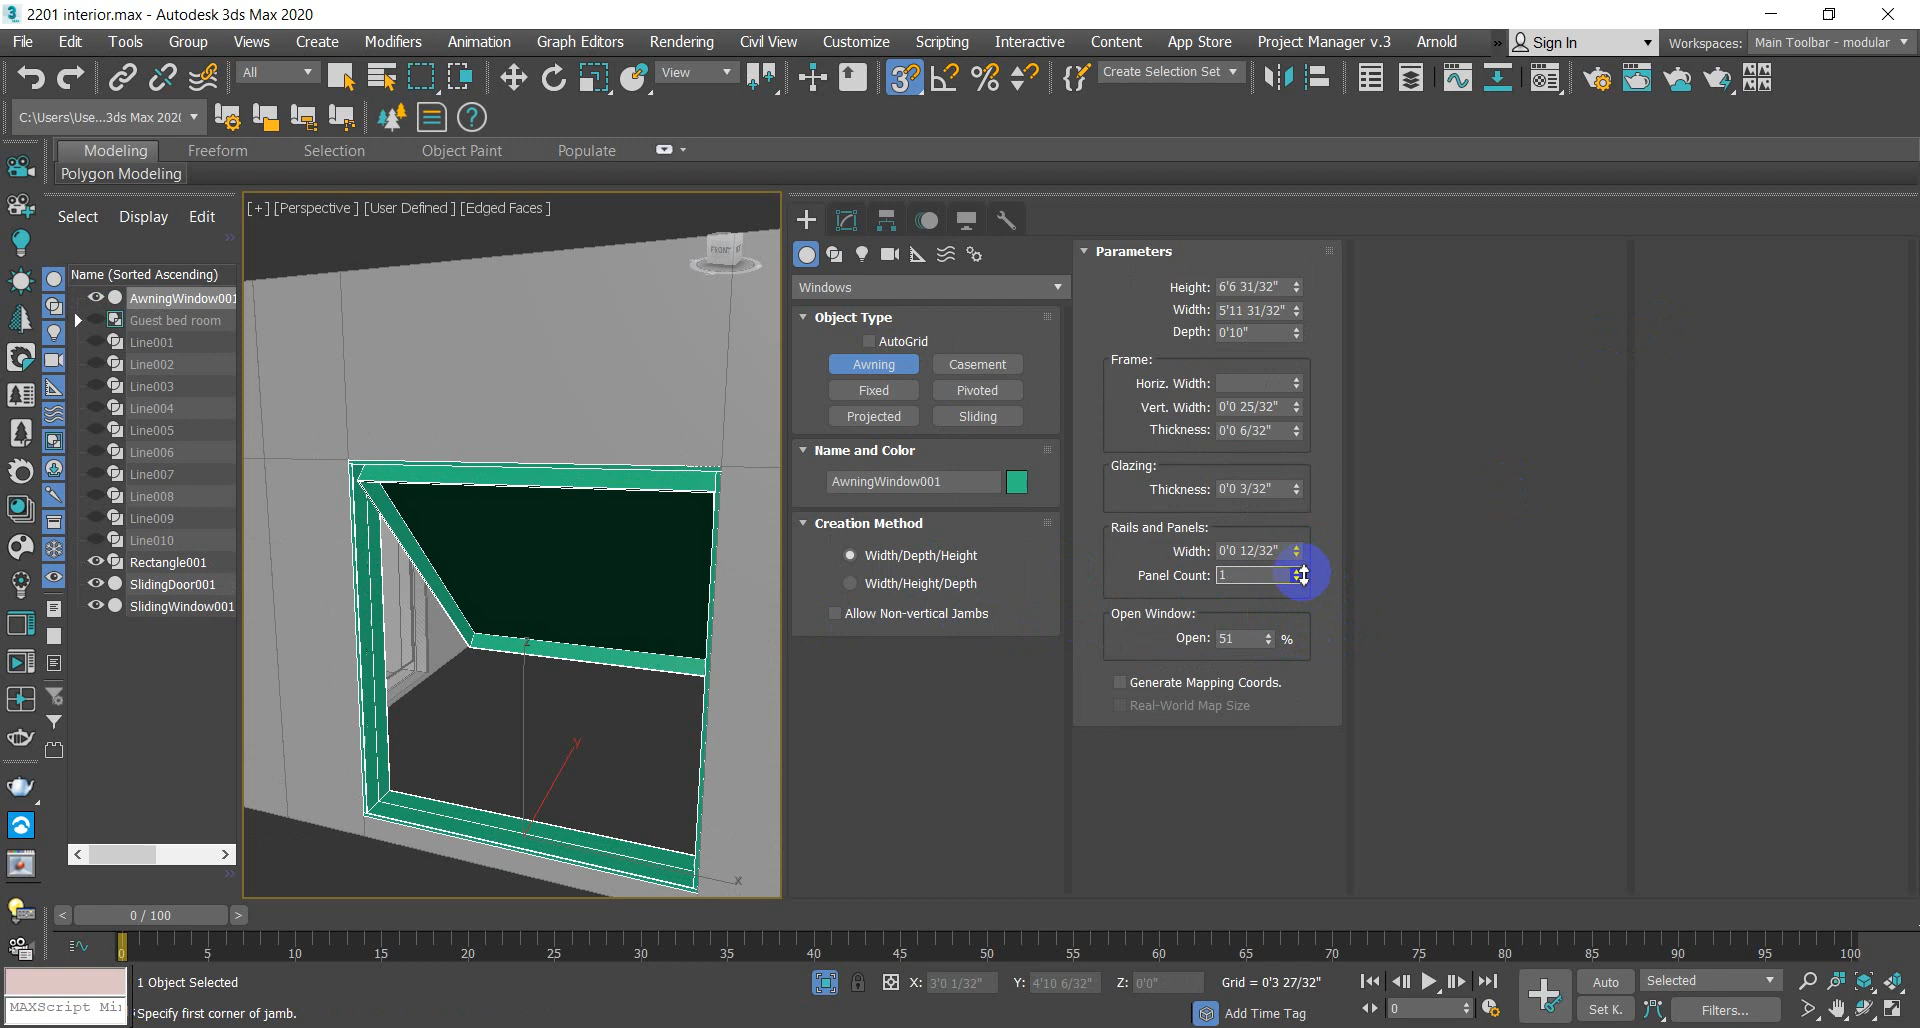 2201 interior.max - Autodesk 3ds Max 2020
File Edit Tools Group Views Create Modifiers Animation Graph Editors Rendering Civil View Customize Scripting Interactive Content App Store Project Manager v.3 Arnold » Sign In Workspaces: Main Toolbar - modular
All View Create Selection Set
C:\Users\Use...3ds Max 202(
Modeling Freeform Selection Object Paint Populate
Polygon Modeling
Select Display Edit
[+] [Perspective ] [User Defined ] [Edged Faces ]
FRONT
Name (Sorted Ascending)
AwningWindow001
Guest bed room
Line001
Line002
Line003
Line004
Line005
Line006
Line007
Line008
Line009
Line010
Rectangle001
SlidingDoor001
SlidingWindow001
z
y
x
Windows
Object Type
AutoGrid
Awning Casement
Fixed Pivoted
Projected Sliding
Name and Color
AwningWindow001
Creation Method
Width/Depth/Height
Width/Height/Depth
Allow Non-vertical Jambs
Parameters
Height: 6'6 31/32"
Width: 5'11 31/32"
Depth: 0'10"
Frame:
Horiz. Width:
Vert. Width: 0'0 25/32"
Thickness: 0'0 6/32"
Glazing:
Thickness: 0'0 3/32"
Rails and Panels:
Width: 0'0 12/32"
Panel Count: 1
Open Window:
Open: 51 %
Generate Mapping Coords.
Real-World Map Size
< 0 / 100 >
0 5 10 15 20 25 30 35 40 45 50 55 60 65 70 75 80 85 90 95 100
1 Object Selected X: 3'0 1/32" Y: 4'10 6/32" Z: 0'0" Grid = 0'3 27/32" Auto Selected
MAXScript Mi Specify first corner of jamb. Add Time Tag 0 Set K. Filters...